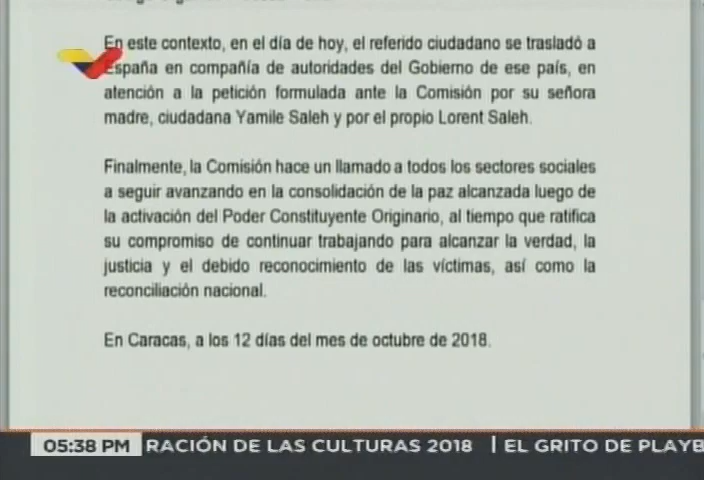 En este contexto, en el día de hoy, el referido ciudadano se trasladó a
España en compañía de autoridades del Gobierno de ese país, en
atención a la petición formulada ante la Comisión por su señora
madre, ciudadana Yamile Saleh y por el propio Lorent Saleh.
Finalmente, la Comisión hace un llamado a todos los sectores sociales
a seguir avanzando en la consolidación de la paz alcanzada luego de
la activación del Poder Constituyente Originario, al tiempo que ratifica
su compromiso de continuar trabajando para alcanzar la verdad, la
justicia y el debido reconocimiento de las víctimas, así como la
reconciliación nacional.
En Caracas, a los 12 días del mes de octubre de 2018.
05:38 PM RACIÓN DE LAS CULTURAS 2018 | EL GRITO DE PLAYB